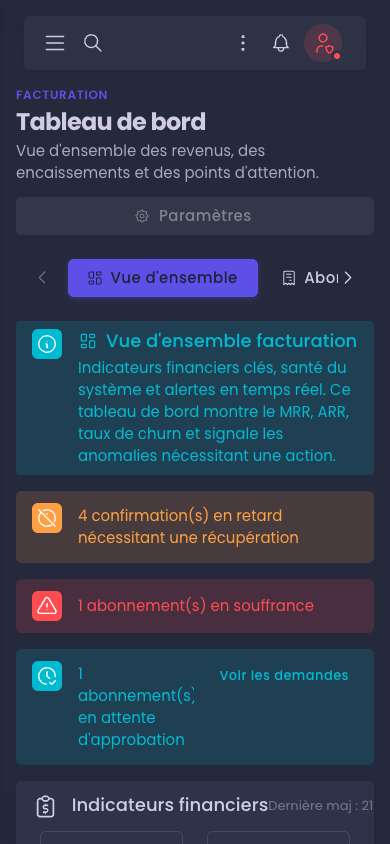 FACTURATION
Tableau de bord
Vue d'ensemble des revenus, des
encaissements et des points d'attention.
Paramètres
Vue d'ensemble
Abo
Vue d'ensemble facturation
Indicateurs financiers clés, santé du
système et alertes en temps réel. Ce
tableau de bord montre le MRR, ARR,
taux de churn et signale les
anomalies nécessitant une action.
4 confirmation(s) en retard
nécessitant une récupération
1 abonnement(s) en souffrance
1
abonnement(s)
en attente
d'approbation
Voir les demandes
Indicateurs financiers
Dernière maj : 21